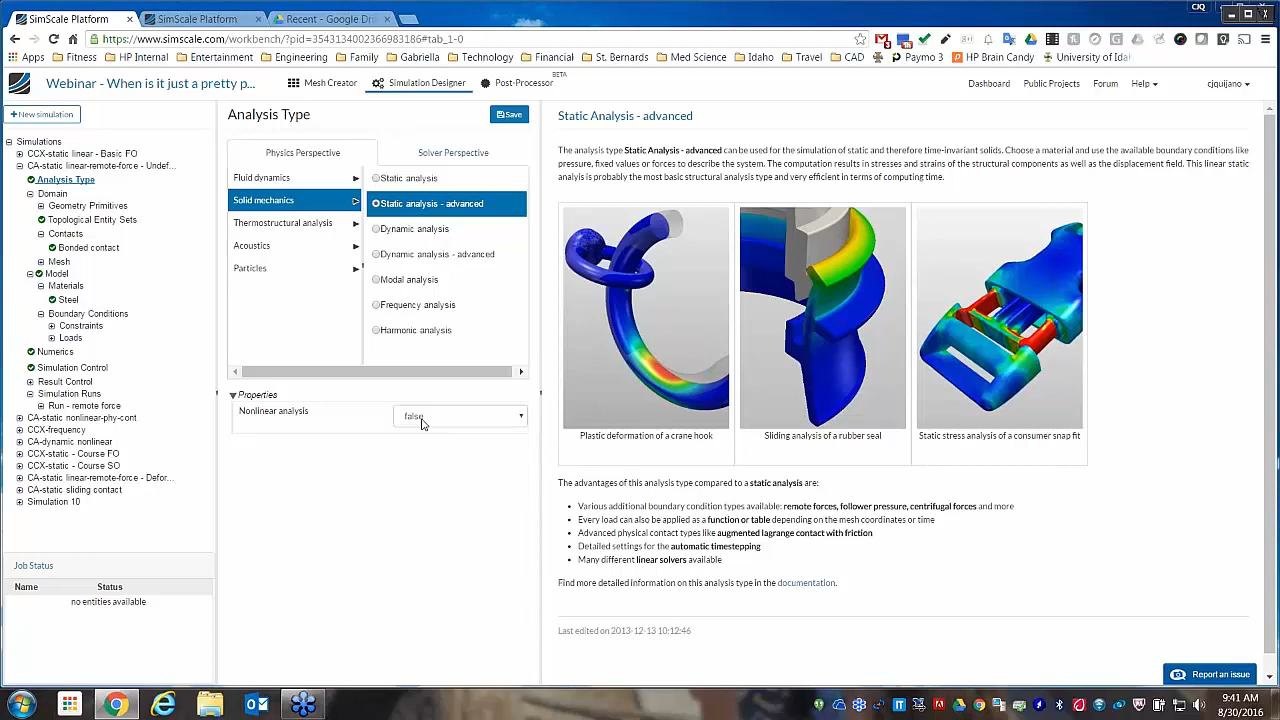 SimScale Platform
SimScale Platform
Recent - Google Dri
CIQ
https://www.simscale.com/workbench/?pid=3543134002366983186#tab_1-0
Apps Fitness HP Internal Entertainment Engineering Family Gabriella Technology Financial St. Bernards Med Science Idaho Travel CAD Paymo 3 HP Brain Candy University of Idah
Webinar - When is it just a pretty p... Mesh Creator Simulation Designer Post-Processor BETA Dashboard Public Projects Forum Help cjquijano
+ New simulation
Simulations
CCX-static linear - Basic FO
CA-static linear-remote-force - Undef...
Analysis Type
Domain
Geometry Primitives
Topological Entity Sets
Contacts
Bonded contact
Mesh
Model
Materials
Steel
Boundary Conditions
Constraints
Loads
Numerics
Simulation Control
Result Control
Simulation Runs
Run - remote force
CA-static nonlinear-phy-cont
CCX-frequency
CA-dynamic nonlinear
CCX-static - Course FO
CCX-static - Course SO
CA-static linear-remote-force - Defor...
CA-static sliding contact
Simulation 10
Job Status
Name Status
no entities available
Analysis Type
Save
Physics Perspective
Solver Perspective
Fluid dynamics
Solid mechanics
Thermostructural analysis
Acoustics
Particles
Static analysis
Static analysis - advanced
Dynamic analysis
Dynamic analysis - advanced
Modal analysis
Frequency analysis
Harmonic analysis
Properties
Nonlinear analysis
false
Static Analysis - advanced
The analysis type Static Analysis - advanced can be used for the simulation of static and therefore time-invariant solids. Choose a material and use the available boundary conditions like
pressure, fixed values or forces to describe the system. The computation results in stresses and strains of the structural components as well as the displacement field. This linear static
analyis is probably the most basic structural analysis type and very efficient in terms of computing time.
Plastic deformation of a crane hook
Sliding analysis of a rubber seal
Static stress analysis of a consumer snap fit
The advantages of this analysis type compared to a static analysis are:
Various additional boundary condition types available: remote forces, follower pressure, centrifugal forces and more
Every load can also be applied as a function or table depending on the mesh coordinates or time
Advanced physical contact types like augmented lagrange contact with friction
Detailed settings for the automatic timestepping
Many different linear solvers available
Find more detailed information on this analysis type in the documentation.
Last edited on 2013-12-13 10:12:46
Report an issue
9:41 AM
8/30/2016